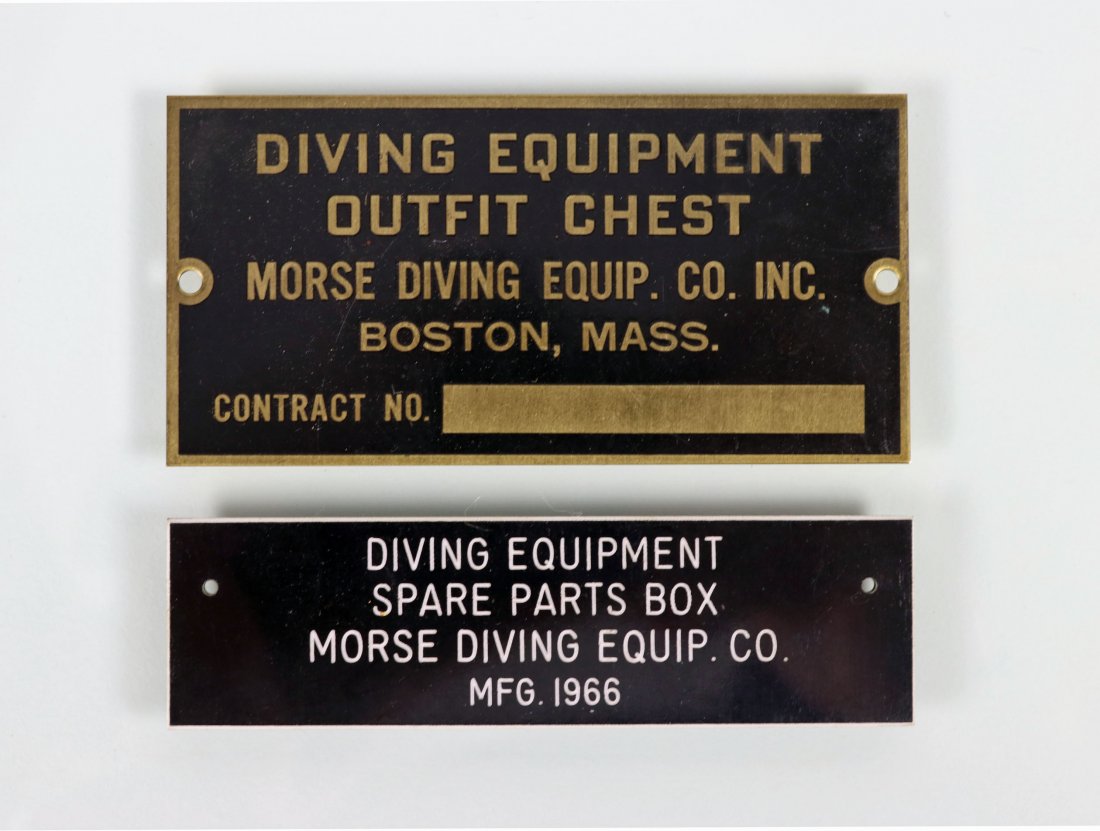 DIVING EQUIPMENT
OUTFIT CHEST
MORSE DIVING EQUIP. CO. INC.
BOSTON, MASS.
CONTRACT NO.
DIVING EQUIPMENT
SPARE PARTS BOX
MORSE DIVING EQUIP. CO.
MFG. 1966